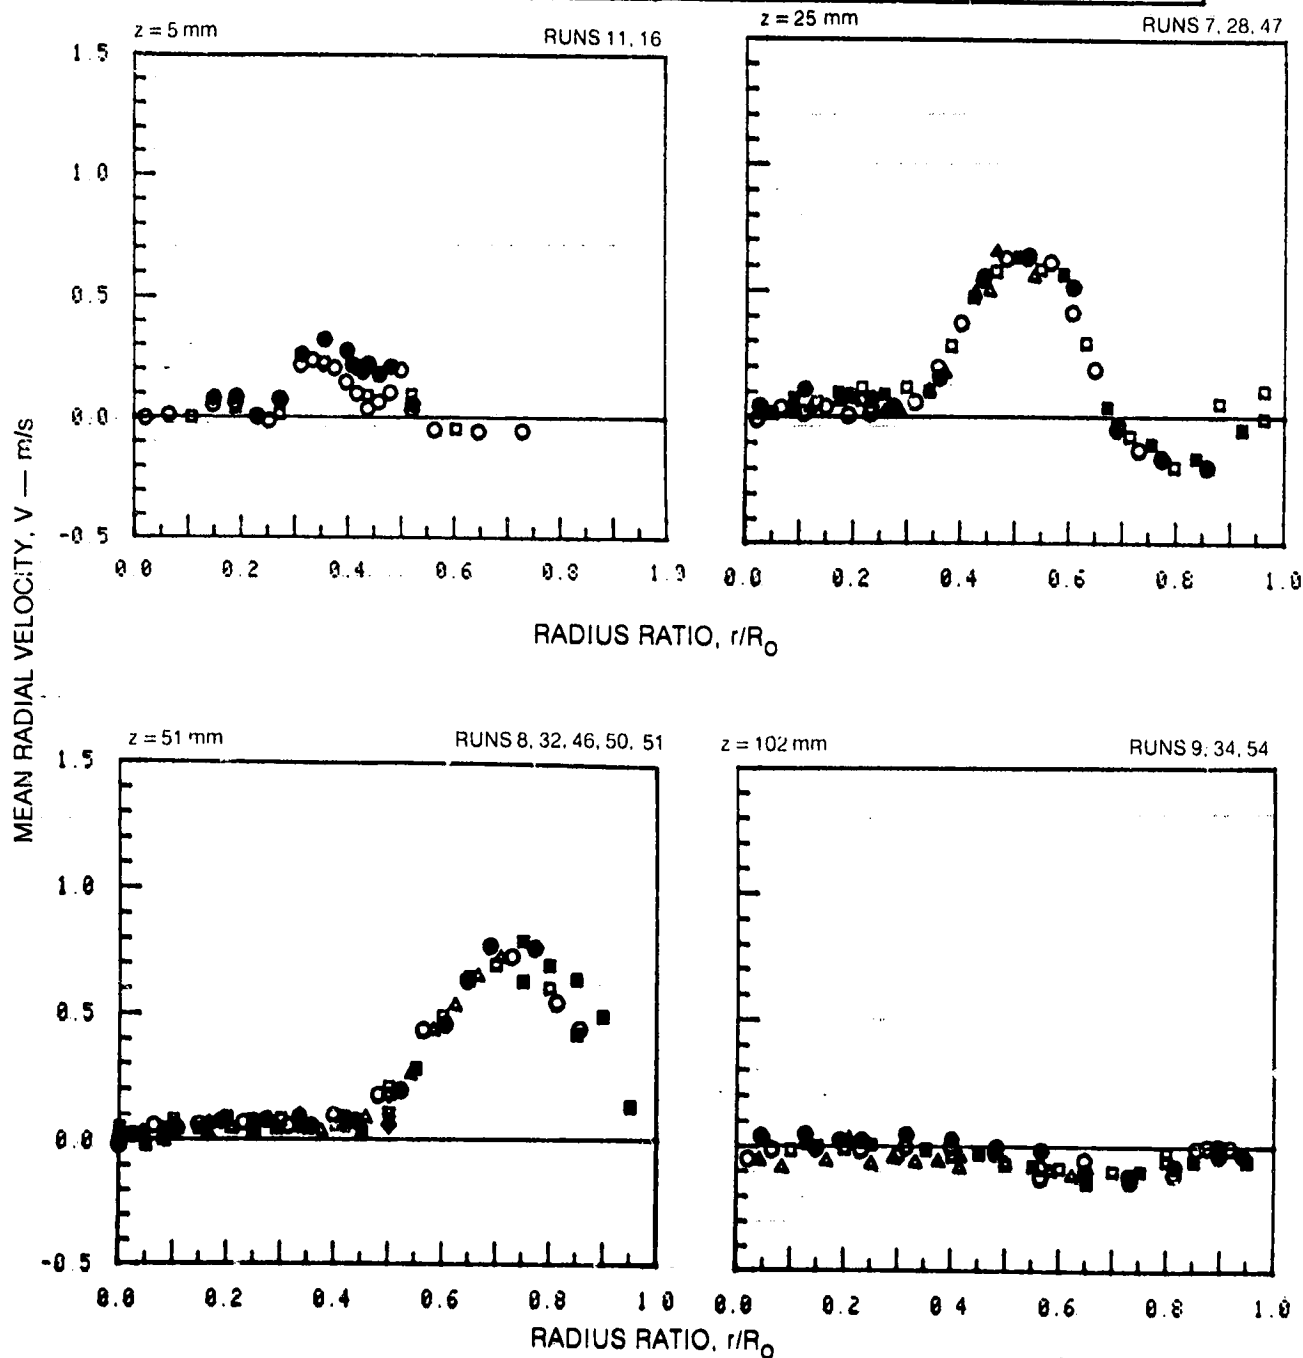 z = 5 mm
RUNS 11, 16
z = 25 mm
RUNS 7, 28, 47
1.5
1.0
0.5
0.0
-0.5
0.0 0.2 0.4 0.6 0.8 1.0
0.0 0.2 0.4 0.6 0.8 1.0
RADIUS RATIO, r/Ro
MEAN RADIAL VELOCITY, V — m/s
z = 51 mm
RUNS 8, 32, 46, 50, 51
z = 102 mm
RUNS 9, 34, 54
1.5
1.0
0.5
0.0
-0.5
0.0 0.2 0.4 0.6 0.8 1.0
0.0 0.2 0.4 0.6 0.8 1.0
RADIUS RATIO, r/Ro